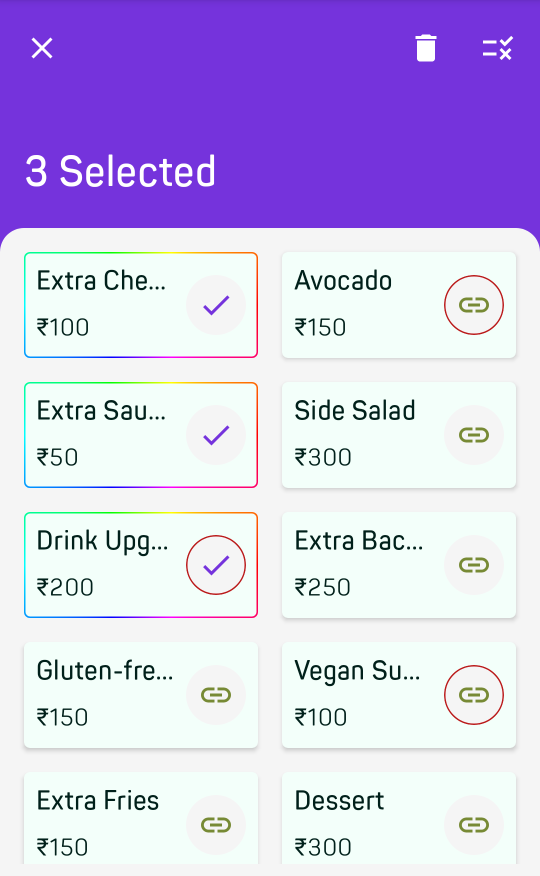 3 Selected
Extra Che...
₹100
Avocado
₹150
Extra Sau...
₹50
Side Salad
₹300
Drink Upg...
₹200
Extra Bac...
₹250
Gluten-fre...
₹150
Vegan Su...
₹100
Extra Fries
₹150
Dessert
₹300